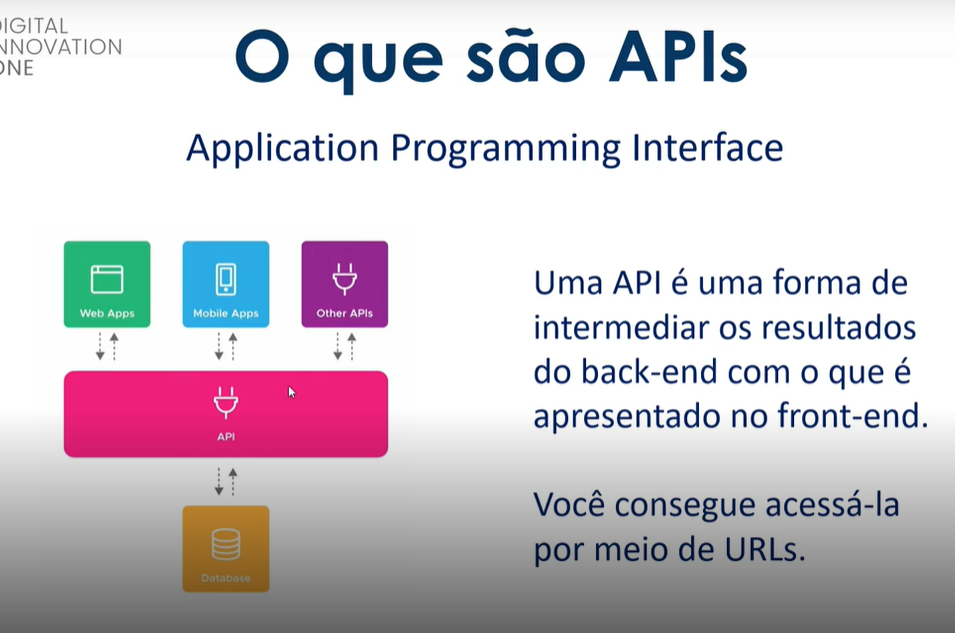 DIGITAL
INNOVATION
ONE
O que são APIs
Application Programming Interface
Web Apps
Mobile Apps
Other APIs
API
Database
Uma API é uma forma de
intermediar os resultados
do back-end com o que é
apresentado no front-end.
Você consegue acessá-la
por meio de URLs.